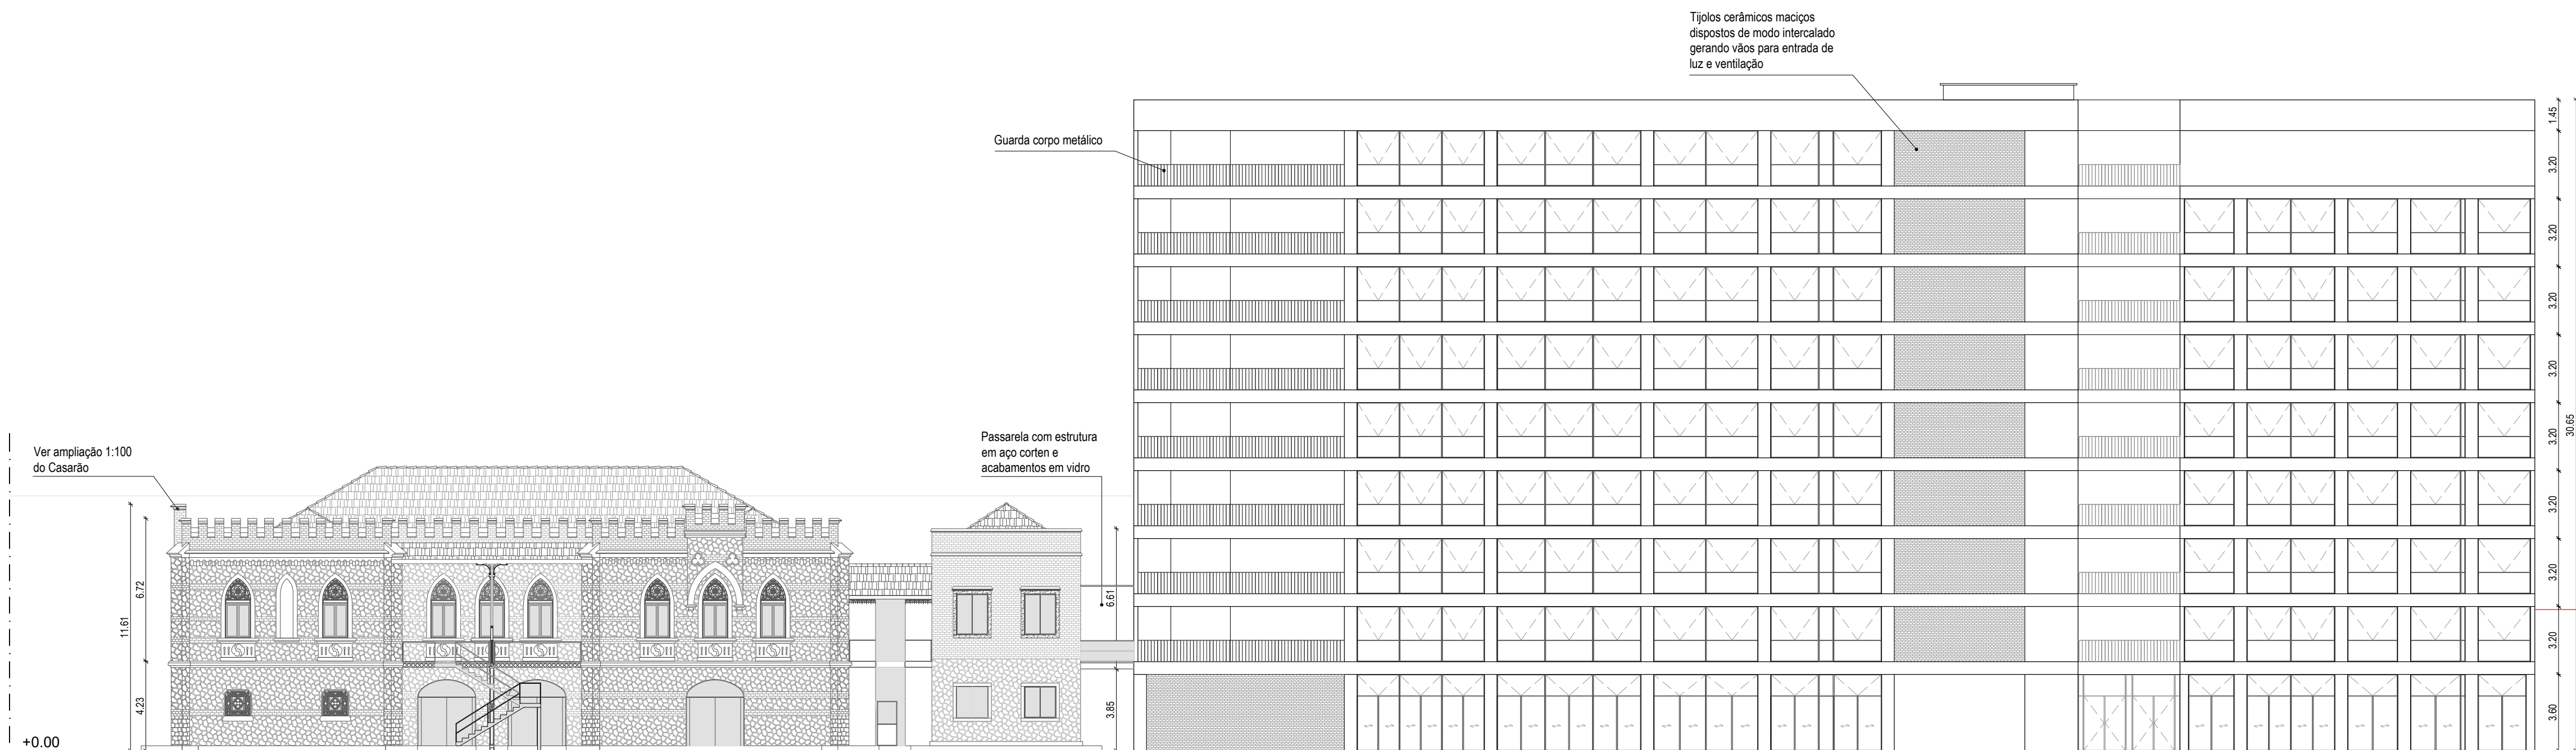 Tijolos cerâmicos maciços
dispostos de modo intercalado
gerando vãos para entrada de
luz e ventilação
Guarda corpo metálico
Passarela com estrutura
em aço corten e
acabamentos em vidro
Ver ampliação 1:100
do Casarão
11.61
6.72
4.23
6.61
3.85
1.45
3.20
3.20
3.20
3.20
3.20
3.20
3.20
3.20
3.60
30.65
+0.00